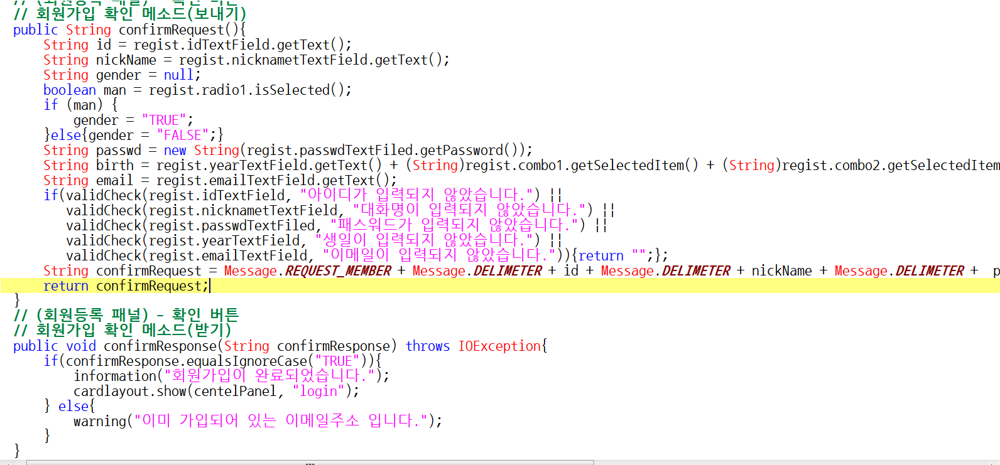 // (회원등록 패널) - 확인 버튼
// 회원가입 확인 메소드(보내기)
public String confirmRequest(){
String id = regist.idTextField.getText();
String nickName = regist.nicknametTextField.getText();
String gender = null;
boolean man = regist.radio1.isSelected();
if (man) {
gender = "TRUE";
}else{gender = "FALSE";}
String passwd = new String(regist.passwdTextFiled.getPassword());
String birth = regist.yearTextField.getText() + (String)regist.combo1.getSelectedItem() + (String)regist.combo2.getSelectedItem
String email = regist.emailTextField.getText();
if(validCheck(regist.idTextField, "아이디가 입력되지 않았습니다.") ||
validCheck(regist.nicknametTextField, "대화명이 입력되지 않았습니다.") ||
validCheck(regist.passwdTextFiled, "패스워드가 입력되지 않았습니다.") ||
validCheck(regist.yearTextField, "생일이 입력되지 않았습니다.") ||
validCheck(regist.emailTextField, "이메일이 입력되지 않았습니다.")){return "";};
String confirmRequest = Message.REQUEST_MEMBER + Message.DELIMETER + id + Message.DELIMETER + nickName + Message.DELIMETER + p
return confirmRequest;
}
// (회원등록 패널) - 확인 버튼
// 회원가입 확인 메소드(받기)
public void confirmResponse(String confirmResponse) throws IOException{
if(confirmResponse.equalsIgnoreCase("TRUE")){
information("회원가입이 완료되었습니다.");
cardlayout.show(centelPanel, "login");
} else{
warning("이미 가입되어 있는 이메일주소 입니다.");
}
}